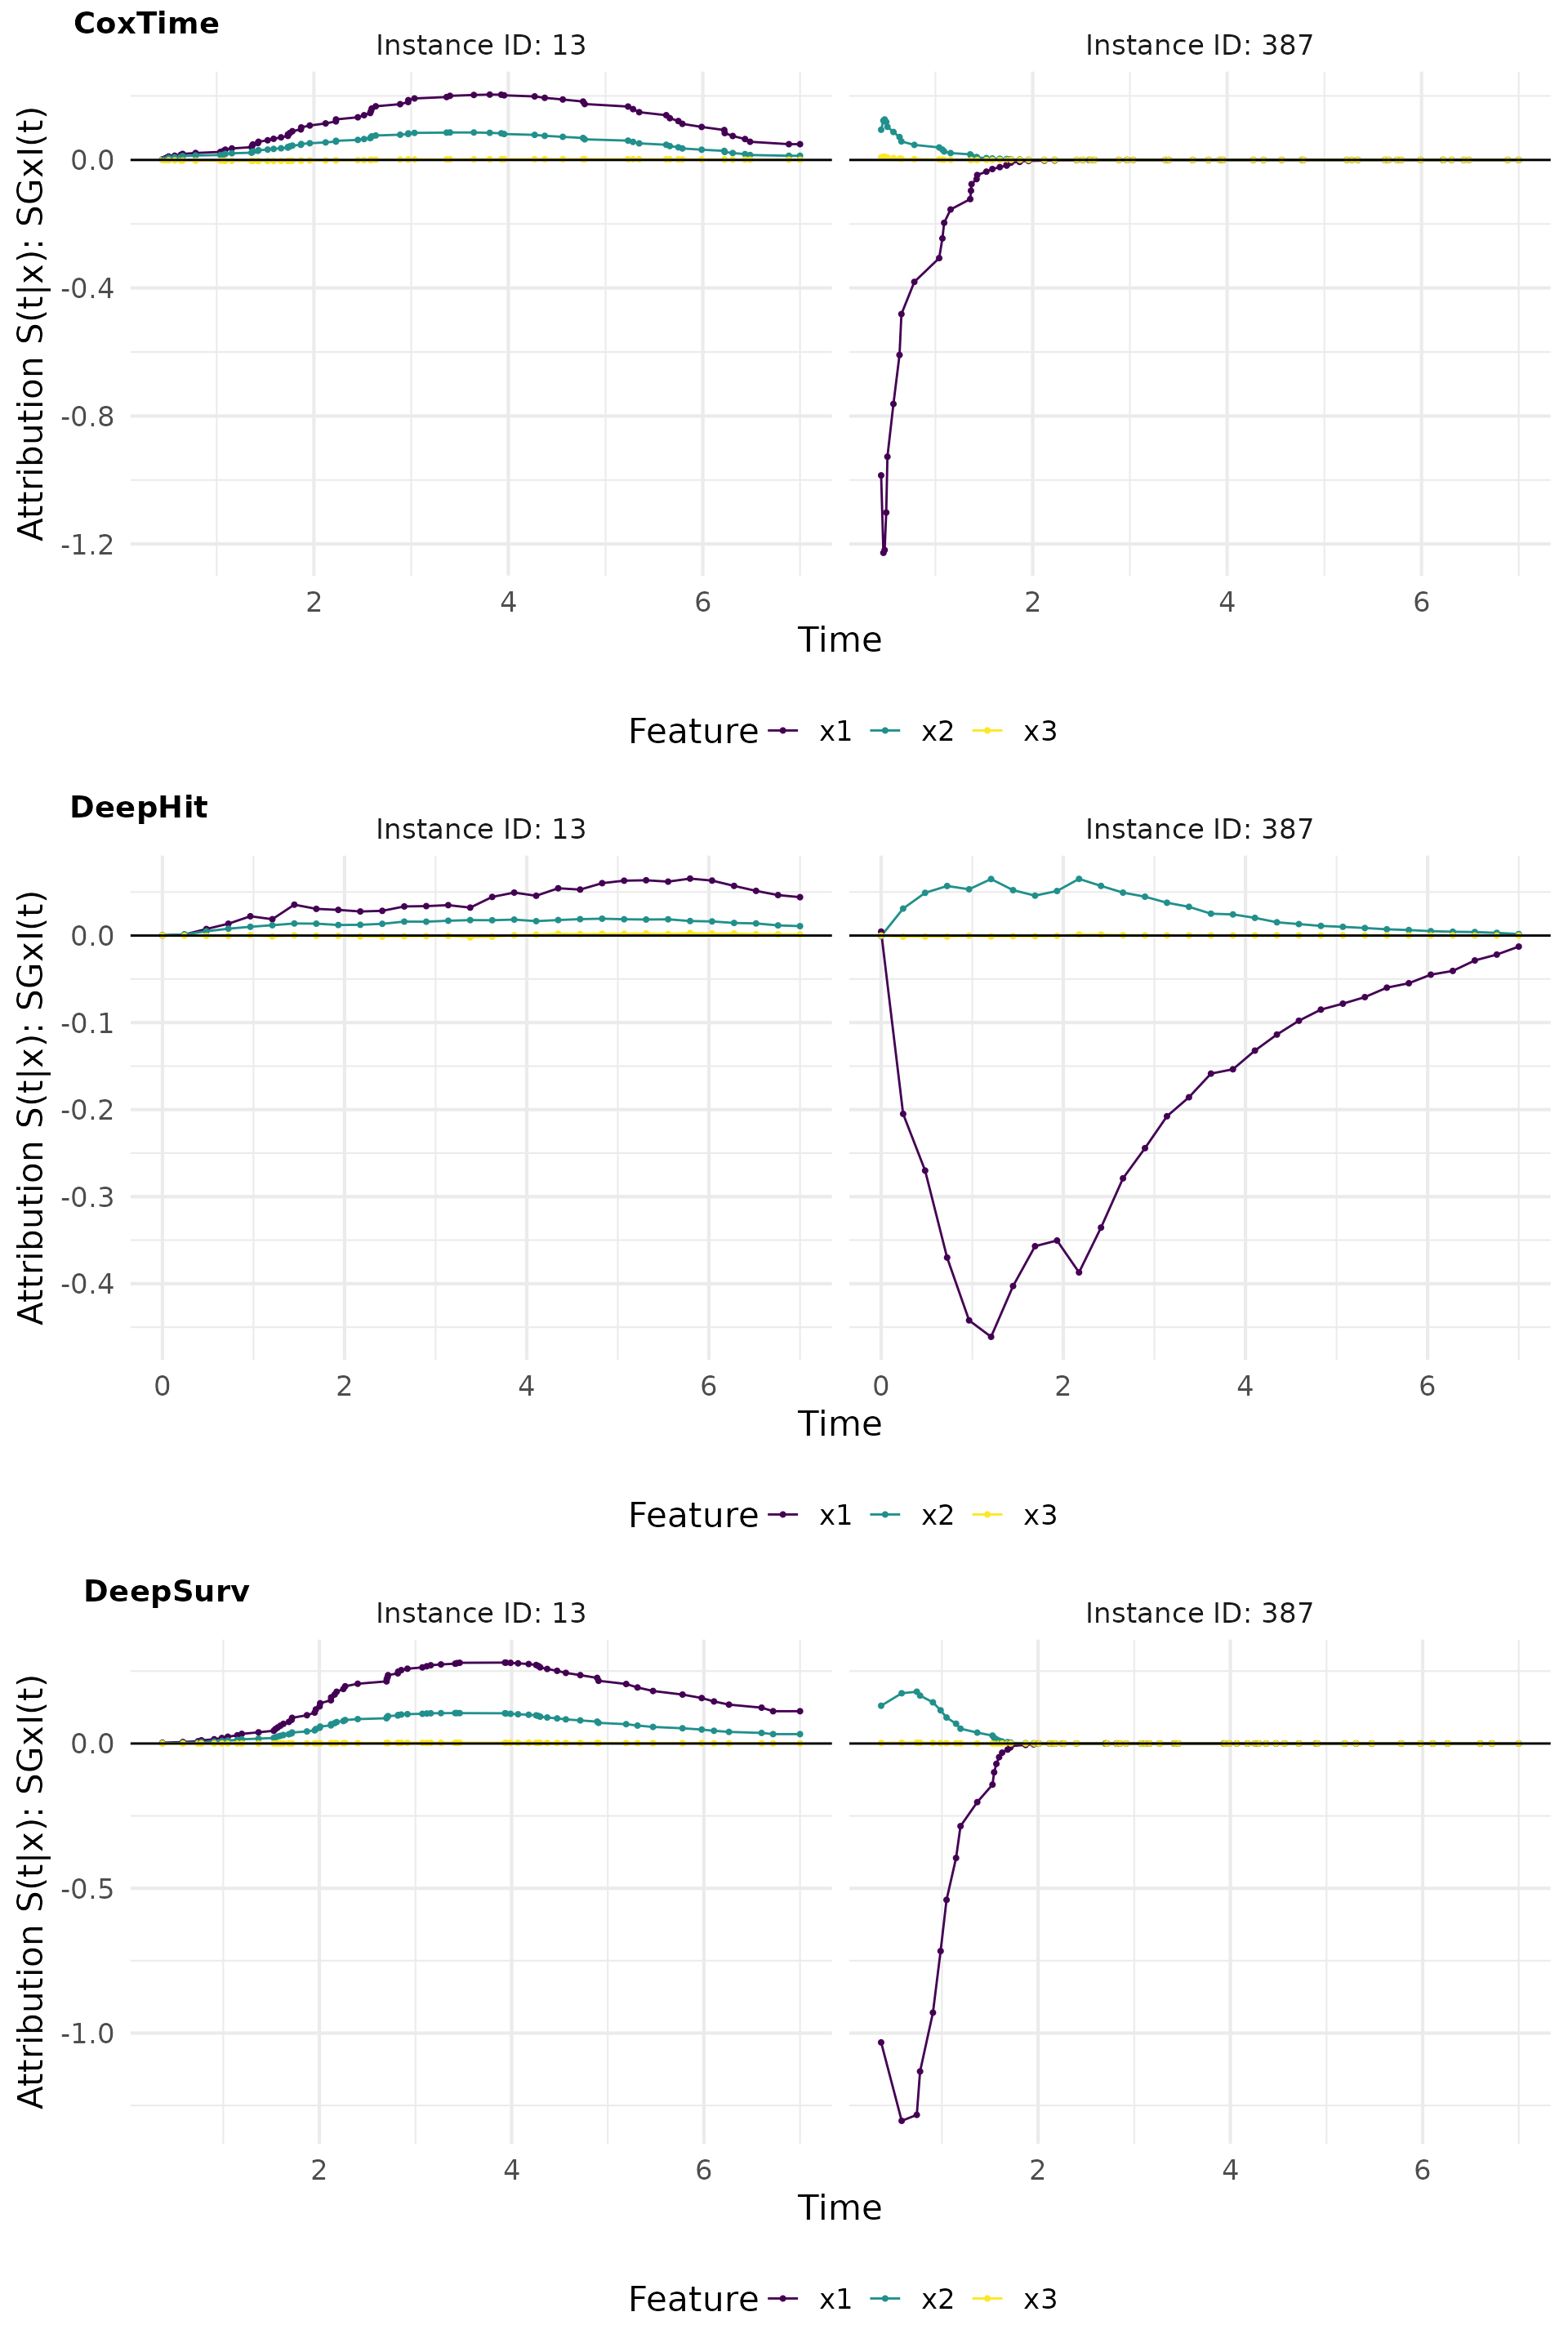 CoxTime
Instance ID: 13
Instance ID: 387
Attribution S(t|x): SGxI(t)
0.0
-0.4
-0.8
-1.2
2 4 6
2 4 6
Time
Feature x1 x2 x3
DeepHit
Instance ID: 13
Instance ID: 387
Attribution S(t|x): SGxI(t)
0.0
-0.1
-0.2
-0.3
-0.4
0 2 4 6
0 2 4 6
Time
Feature x1 x2 x3
DeepSurv
Instance ID: 13
Instance ID: 387
Attribution S(t|x): SGxI(t)
0.0
-0.5
-1.0
2 4 6
2 4 6
Time
Feature x1 x2 x3